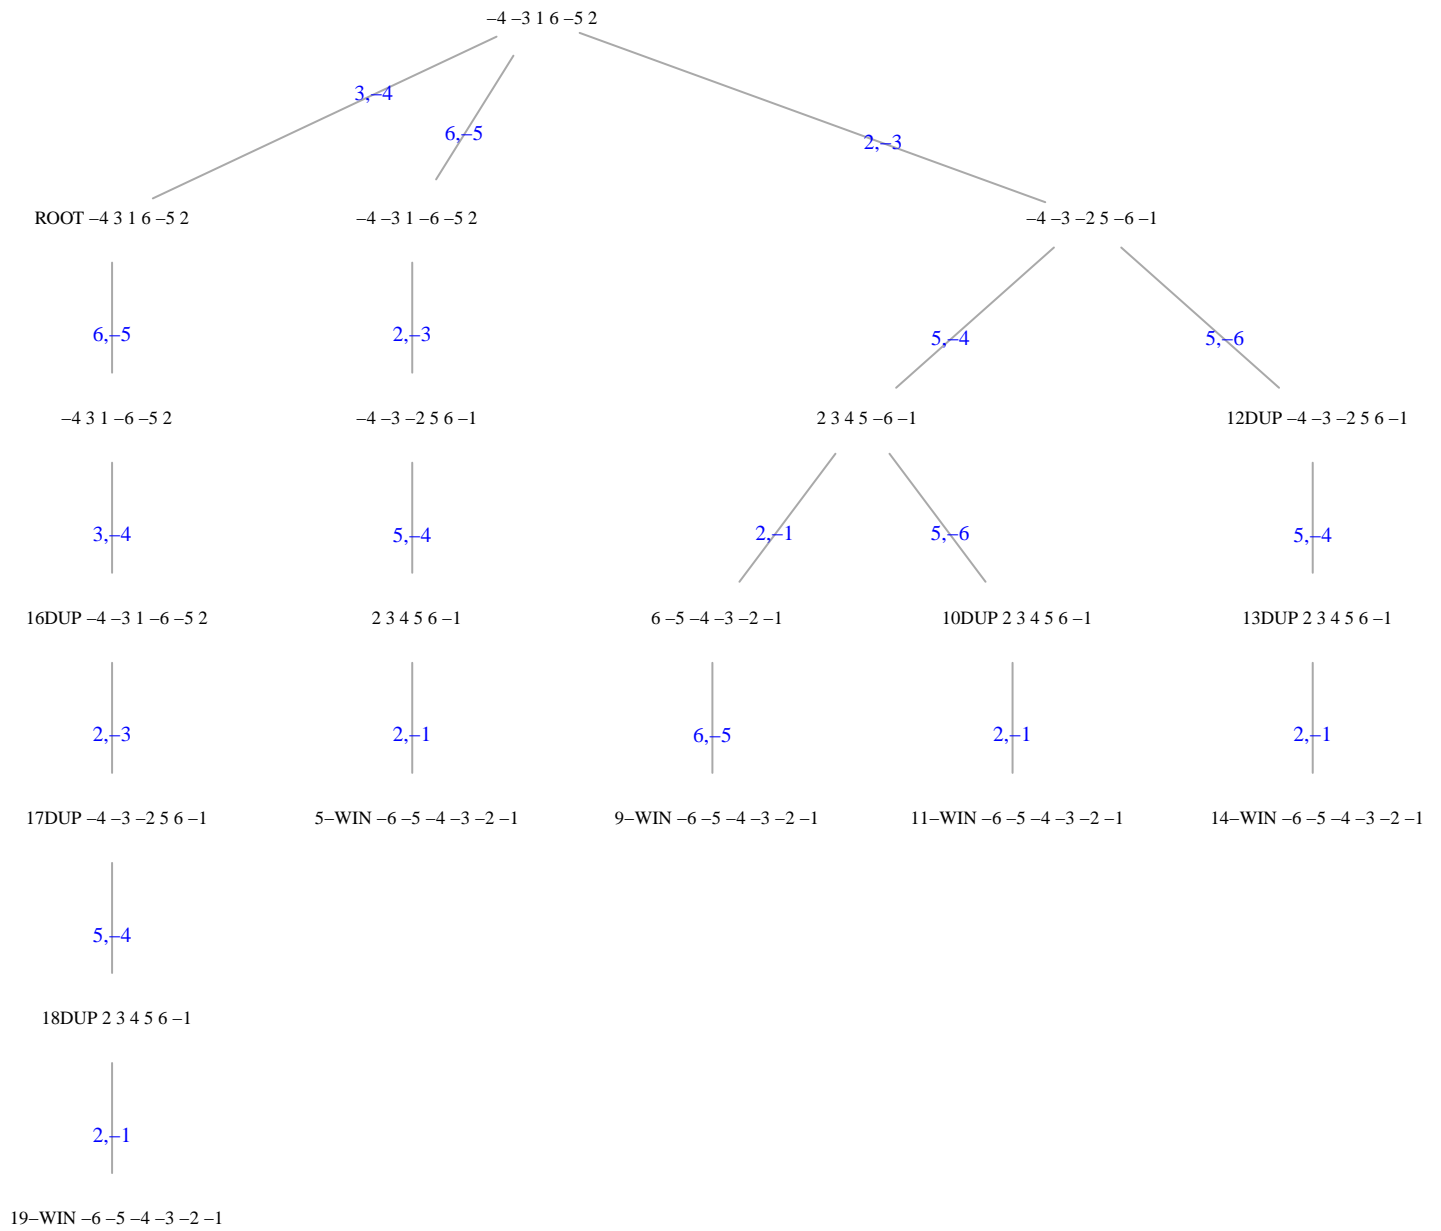 –4 –3 1 6 –5 2
3,–4
6,–5
2,–3
ROOT –4 3 1 6 –5 2
–4 –3 1 –6 –5 2
–4 –3 –2 5 –6 –1
6,–5
2,–3
5,–4
5,–6
–4 3 1 –6 –5 2
–4 –3 –2 5 6 –1
2 3 4 5 –6 –1
12DUP –4 –3 –2 5 6 –1
3,–4
5,–4
2,–1
5,–6
5,–4
16DUP –4 –3 1 –6 –5 2
2 3 4 5 6 –1
6 –5 –4 –3 –2 –1
10DUP 2 3 4 5 6 –1
13DUP 2 3 4 5 6 –1
2,–3
2,–1
6,–5
2,–1
2,–1
17DUP –4 –3 –2 5 6 –1
5–WIN –6 –5 –4 –3 –2 –1
9–WIN –6 –5 –4 –3 –2 –1
11–WIN –6 –5 –4 –3 –2 –1
14–WIN –6 –5 –4 –3 –2 –1
5,–4
18DUP 2 3 4 5 6 –1
2,–1
19–WIN –6 –5 –4 –3 –2 –1